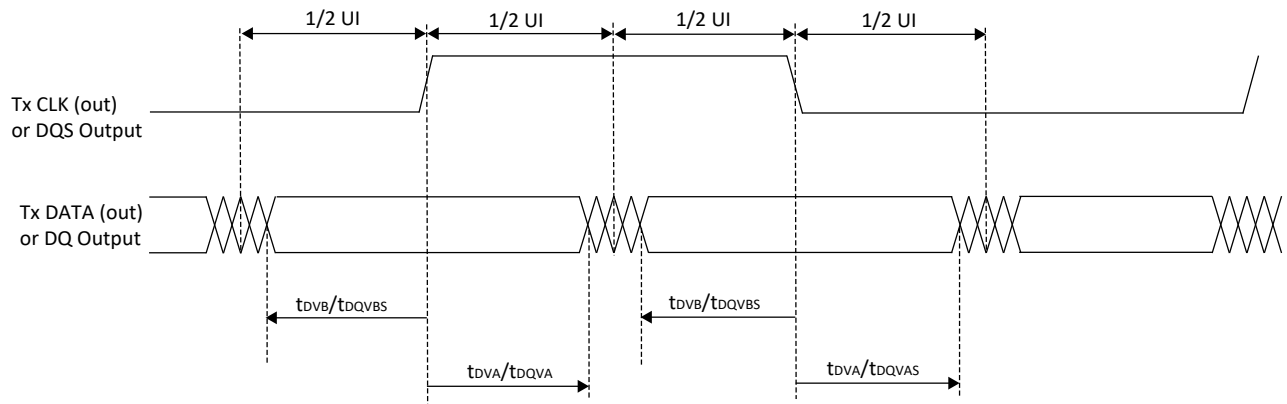 1/2 UI
1/2 UI
1/2 UI
1/2 UI
Tx CLK (out)
or DQS Output
Tx DATA (out)
or DQ Output
tDVB/tDQVBS
tDVB/tDQVBS
tDVA/tDQVA
tDVA/tDQVAS